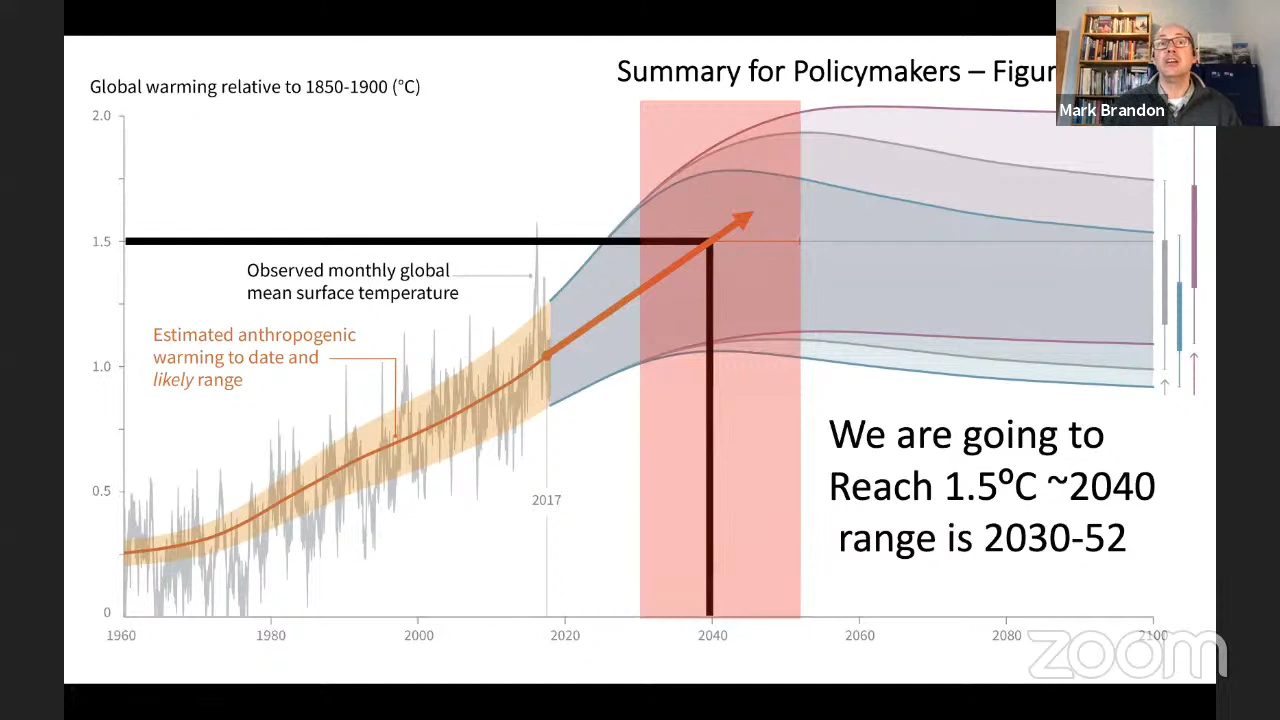 Summary for Policymakers – Figur
Mark Brandon
Global warming relative to 1850-1900 (°C)
2.0
1.5
1.0
0.5
0
Observed monthly global
mean surface temperature
Estimated anthropogenic
warming to date and
likely range
2017
We are going to
Reach 1.5ºC ~2040
range is 2030-52
1960
1980
2000
2020
2040
2060
2080
2100
zoom